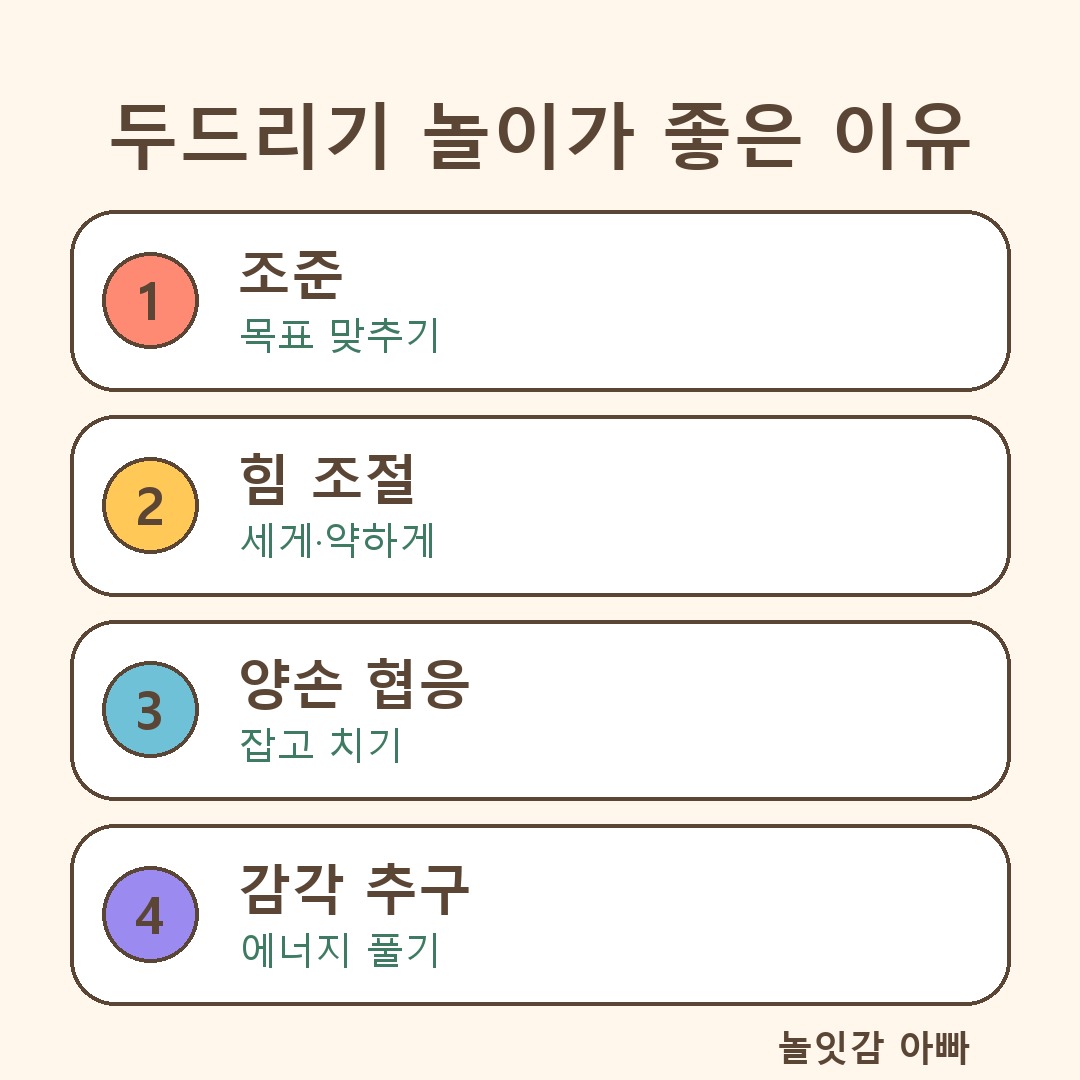 두드리기 놀이가 좋은 이유
1
조준
목표 맞추기
2
힘 조절
세게·약하게
3
양손 협응
잡고 치기
4
감각 추구
에너지 풀기
놀잇감 아빠